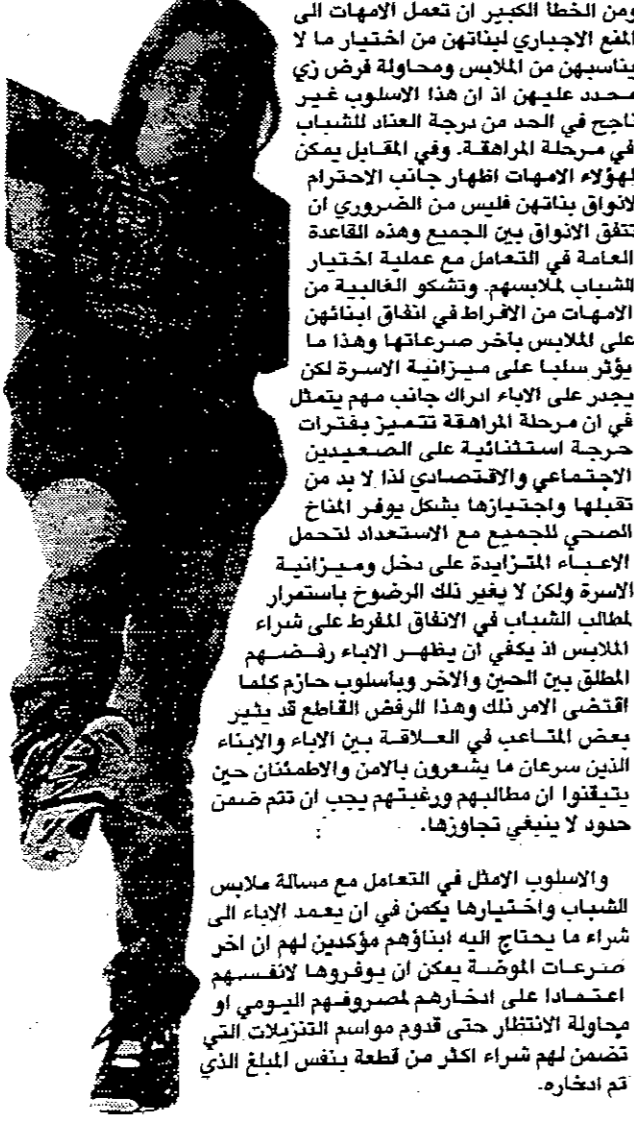 ومن الخطأ الكبير ان تعمل الامهات الى
المنع الاجباري لبناتهن من اختيار ما لا
يناسبهن من الملابس ومحاولة فرض زي
محدد عليهن اذ ان هذا الاسلوب غير
ناجح في الحد من درجة العناد للشباب
في مرحلة المراهقة. وفي المقابل يمكن
لهؤلاء الامهات اظهار جانب الاحترام
لاذواق بناتهن فليس من الضروري ان
تتفق الاذواق بين الجميع وهذه القاعدة
العامة في التعامل مع عملية اختيار
الشباب لملابسهم. وتشكو الغالبية من
الامهات من الافراط في انفاق ابنائهن
على الملابس بآخر صرعاتها وهذا ما
يؤثر سلبا على ميزانية الاسرة لكن
يجدر على الاباء ادراك جانب مهم يتمثل
في ان مرحلة المراهقة تتميز بفترات
حرجة استثنائية على الصعيدين
الاجتماعي والاقتصادي لذا لا بد من
تقبلها واجتيازها بشكل يوفر المناخ
الصحي للجميع مع الاستعداد لتحمل
الاعباء المتزايدة على دخل وميزانية
الاسرة ولكن لا يغير ذلك الرضوخ باستمرار
لمطالب الشباب في الانفاق المفرط على شراء
الملابس اذ يكفي ان يظهر الاباء رفضهم
المطلق بين الحين والاخر وباسلوب حازم كلما
اقتضى الامر ذلك وهذا الرفض القاطع قد يثير
بعض المتاعب في العلاقة بين الاباء والابناء
الذين سرعان ما يشعرون بالامن والاطمئنان حين
يتيقنوا ان مطالبهم ورغبتهم يجب ان تتم ضمن
حدود لا ينبغي تجاوزها.
والاسلوب الامثل في التعامل مع مسالة ملابس
الشباب واختيارها يكمن في ان يعمد الاباء الى
شراء ما يحتاج اليه ابناؤهم مؤكدين لهم ان اخر
صرعات الموضة يمكن ان يوفروها لانفسهم
اعتمادا على ادخارهم لمصروفهم اليومي او
محاولة الانتظار حتى قدوم مواسم التنزيلات التي
تضمن لهم شراء اكثر من قطعة بنفس المبلغ الذي
تم ادخاره.